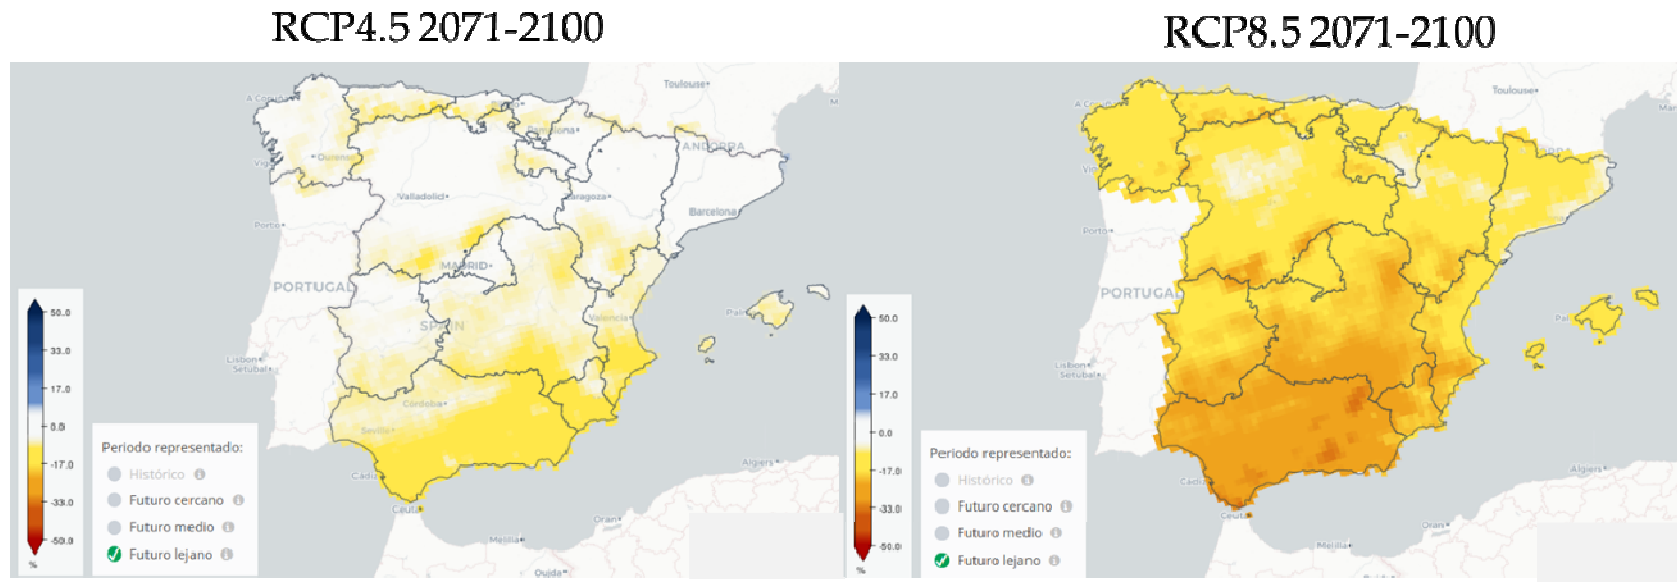 RCP4.5 2071-2100
RCP8.5 2071-2100
Toulouse
A Coruña
Pamplona
ANDORRA
Vigo
Ourense
Valladolid
Zaragoza
Barcelona
Porto
MADRID
PORTUGAL
SPAIN
Valencia
Lisbon
Setubal
Córdoba
Sevilla
Cádiz
Ceuta
Algiers
Oran
Melilla
Oujda
50.0
33.0
17.0
0.0
-17.0
-33.0
-50.0
%
Periodo representado:
Histórico
Futuro cercano
Futuro medio
Futuro lejano
Toulouse
Mar
A Co
Porto
PORTUGAL
Pal
Lisbon
Setubal
Cádiz
Ceuta
Algiers
Oran
Melilla
50.0
33.0
17.0
0.0
-17.0
-33.0
-50.0
%
Periodo representado:
Histórico
Futuro cercano
Futuro medio
Futuro lejano